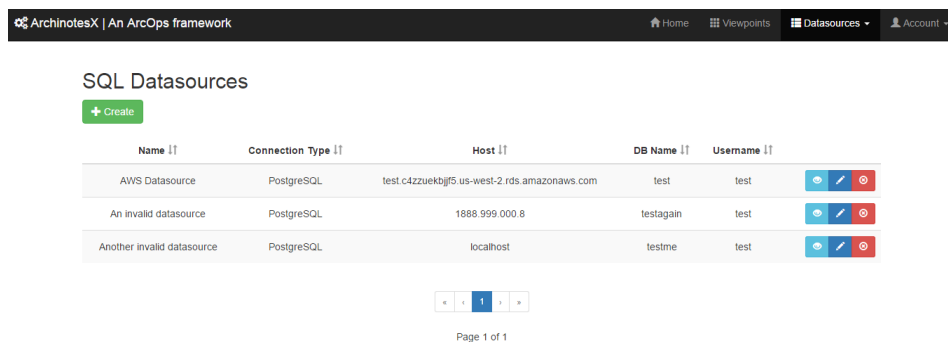 ArchinotesX | An ArcOps framework Home Viewpoints Datasources Account
SQL Datasources
+ Create
Name Connection Type Host DB Name Username
AWS Datasource PostgreSQL test.c4zzuekbjjf5.us-west-2.rds.amazonaws.com test test
An invalid datasource PostgreSQL 1888.999.000.8 testagain test
Another invalid datasource PostgreSQL localhost testme test
« ‹ 1 › »
Page 1 of 1